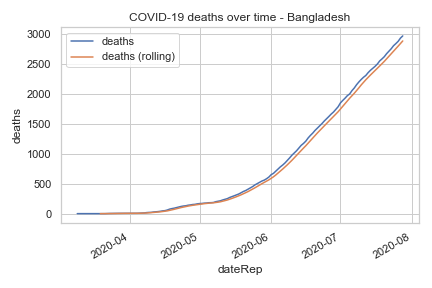 COVID-19 deaths over time - Bangladesh
deaths
deaths (rolling)
3000
2500
2000
1500
1000
500
0
deaths
2020-04
2020-05
2020-06
2020-07
2020-08
dateRep